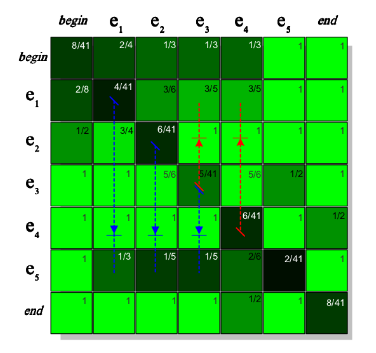 begin e1 e2 e3 e4 e5 end
begin 8/41 2/4 1/3 1/3 1/3 1 1
e1 2/8 4/41 3/6 3/5 3/5 1 1
e2 1/2 3/4 6/41 1 1 1 1
e3 1 1 5/6 5/41 5/6 1/2 1
e4 1 1 1 1 6/41 1 1/2
e5 1 1/3 1/5 1/5 2/6 2/41 1
end 1 1 1 1 1/2 1 8/41